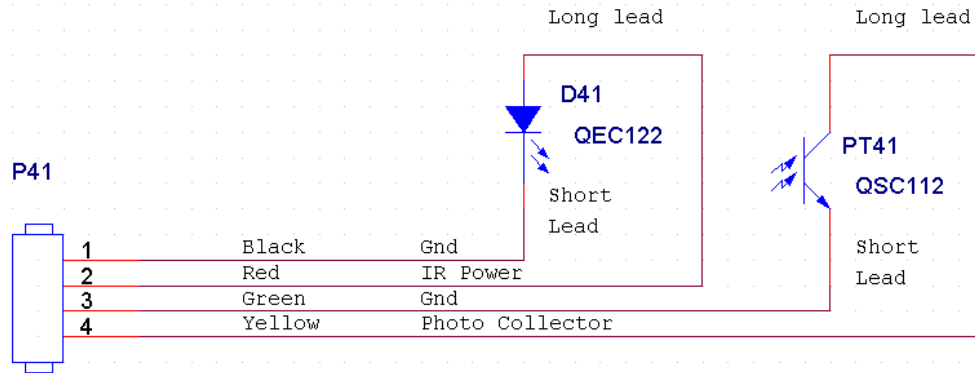 Long lead
Long lead
D41
QEC122
PT41
QSC112
P41
Short
Lead
Short
Lead
1 Black Gnd
2 Red IR Power
3 Green Gnd
4 Yellow Photo Collector